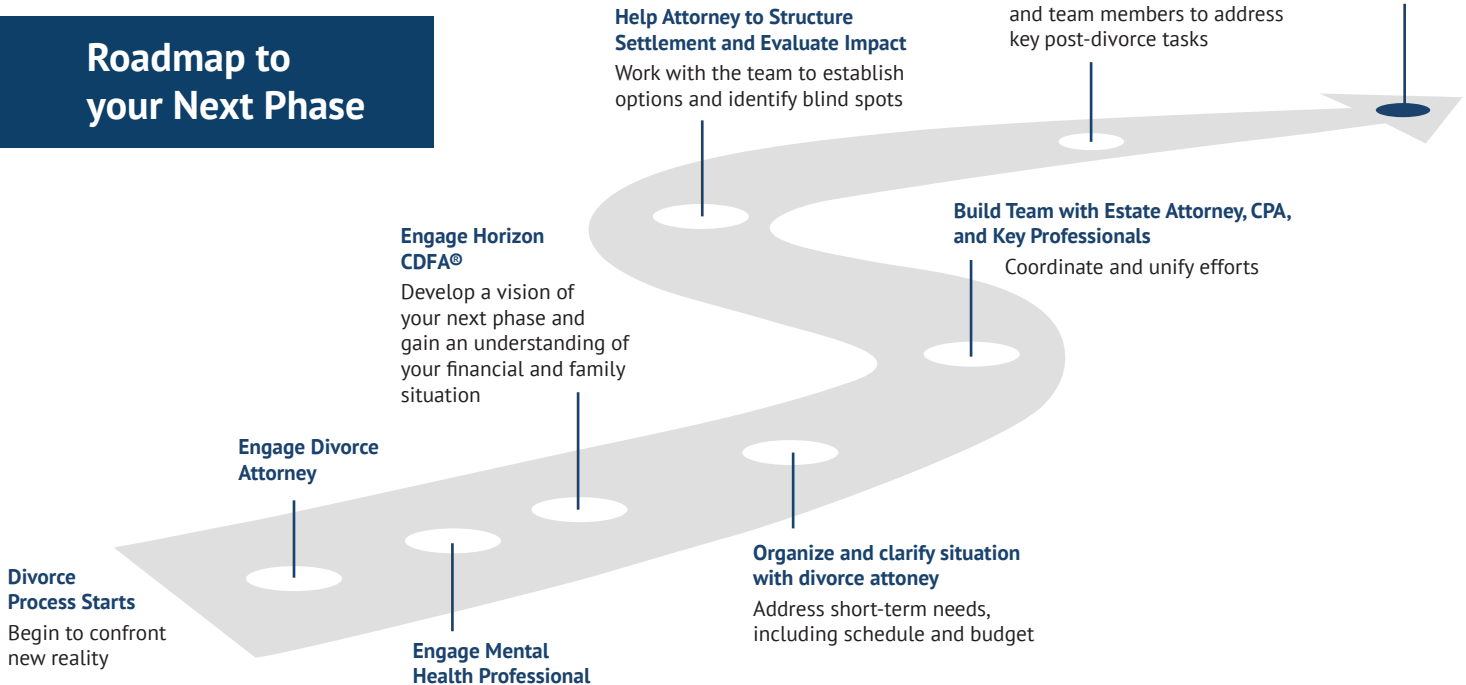 Roadmap to
your Next Phase
Help Attorney to Structure
Settlement and Evaluate Impact
Work with the team to establish
options and identify blind spots
and team members to address
key post-divorce tasks
Build Team with Estate Attorney, CPA,
and Key Professionals
Coordinate and unify efforts
Engage Horizon
CDFA®
Develop a vision of
your next phase and
gain an understanding of
your financial and family
situation
Engage Divorce
Attorney
Organize and clarify situation
with divorce attoney
Address short-term needs,
including schedule and budget
Divorce
Process Starts
Begin to confront
new reality
Engage Mental
Health Professional